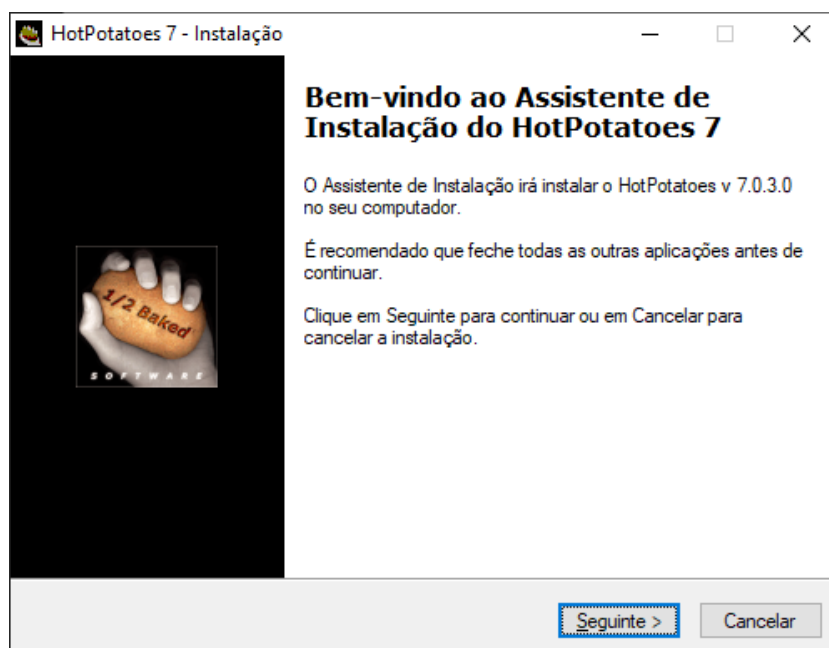 HotPotatoes 7 - Instalação
Bem-vindo ao Assistente de
Instalação do HotPotatoes 7
O Assistente de Instalação irá instalar o HotPotatoes v 7.0.3.0
no seu computador.
É recomendado que feche todas as outras aplicações antes de
continuar.
Clique em Seguinte para continuar ou em Cancelar para
cancelar a instalação.
1/2 Baked
SOFTWARE
Seguinte >
Cancelar